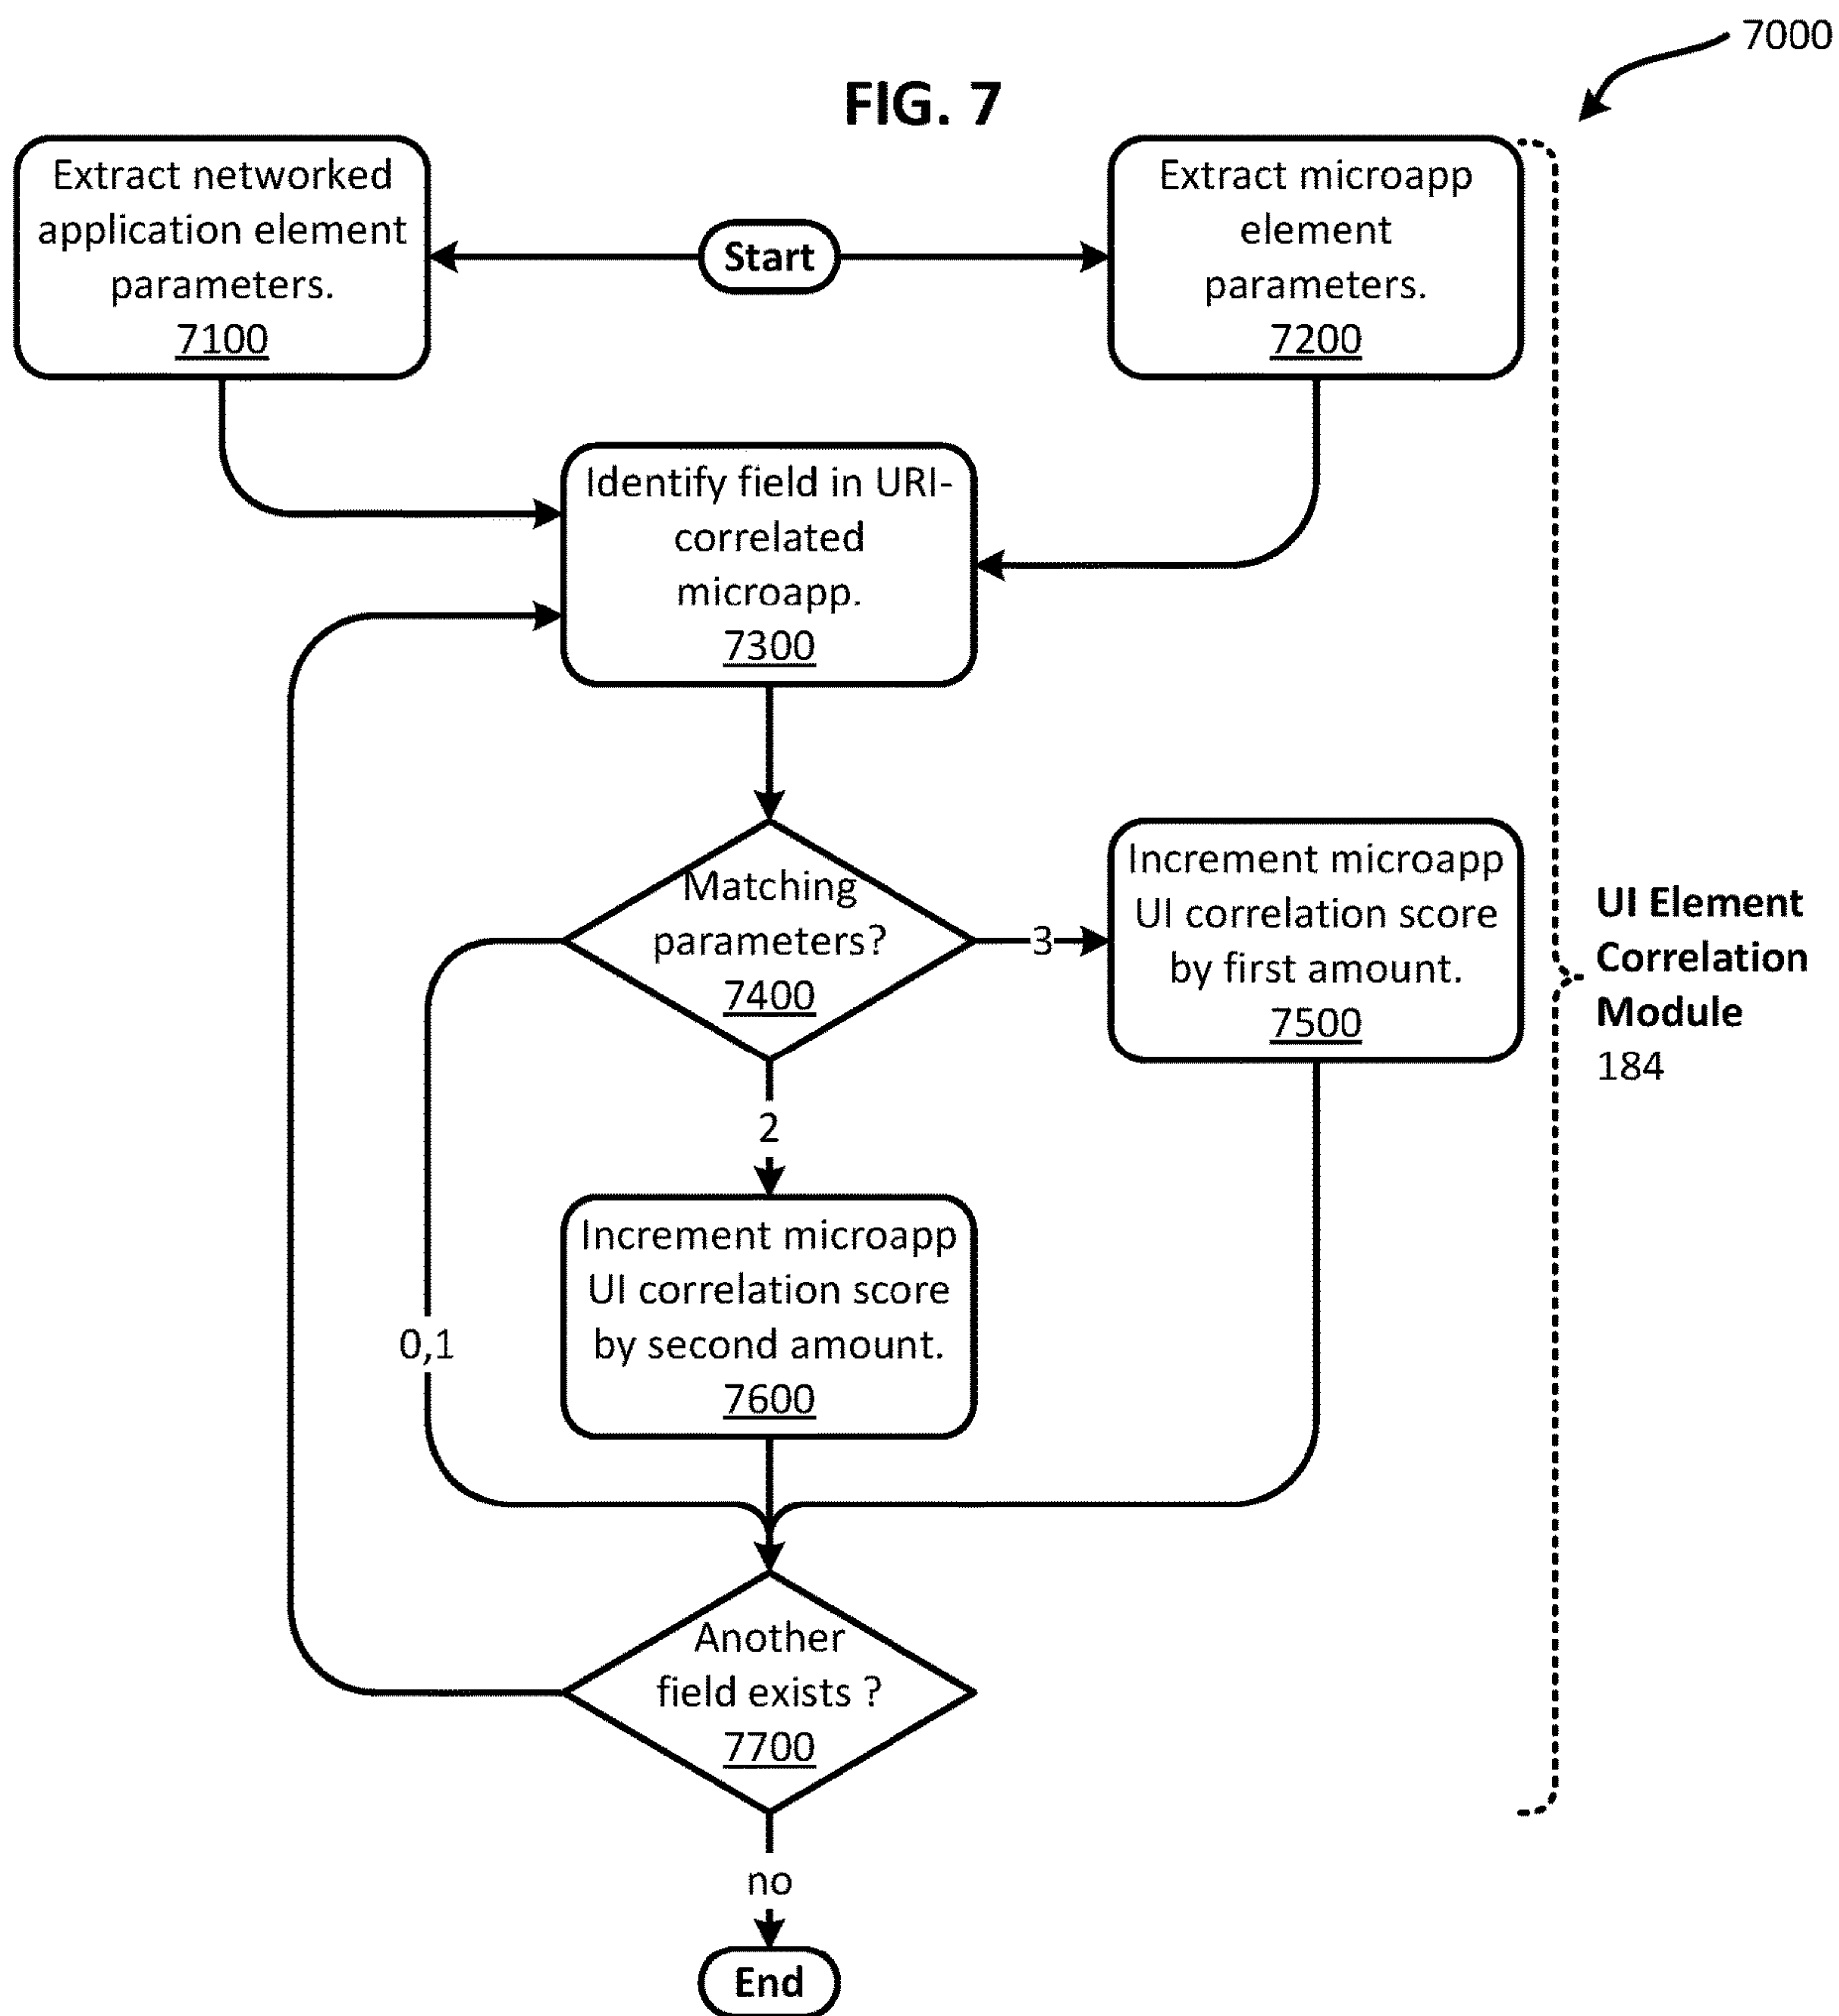 7000
FIG. 7
Extract networked
application element
parameters.
7100
Start
Extract microapp
element
parameters.
7200
Identify field in URI-
correlated
microapp.
7300
Matching
parameters?
7400
3
Increment microapp
UI correlation score
by first amount.
7500
UI Element
Correlation
Module
184
2
Increment microapp
UI correlation score
by second amount.
7600
0,1
Another
field exists ?
7700
no
End